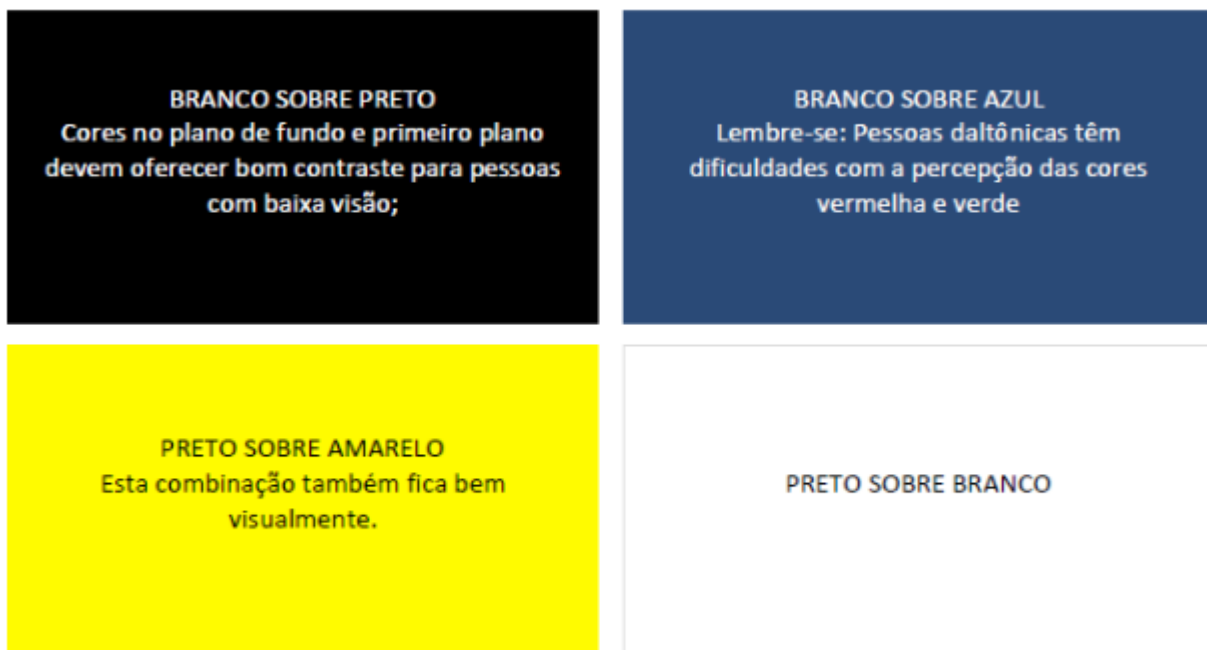 BRANCO SOBRE PRETO
Cores no plano de fundo e primeiro plano
devem oferecer bom contraste para pessoas
com baixa visão;
BRANCO SOBRE AZUL
Lembre-se: Pessoas daltônicas têm
dificuldades com a percepção das cores
vermelha e verde
PRETO SOBRE AMARELO
Esta combinação também fica bem
visualmente.
PRETO SOBRE BRANCO